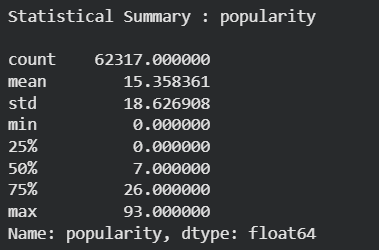 Statistical Summary : popularity
count    62317.000000
mean        15.358361
std         18.626908
min          0.000000
25%          0.000000
50%          7.000000
75%         26.000000
max         93.000000
Name: popularity, dtype: float64